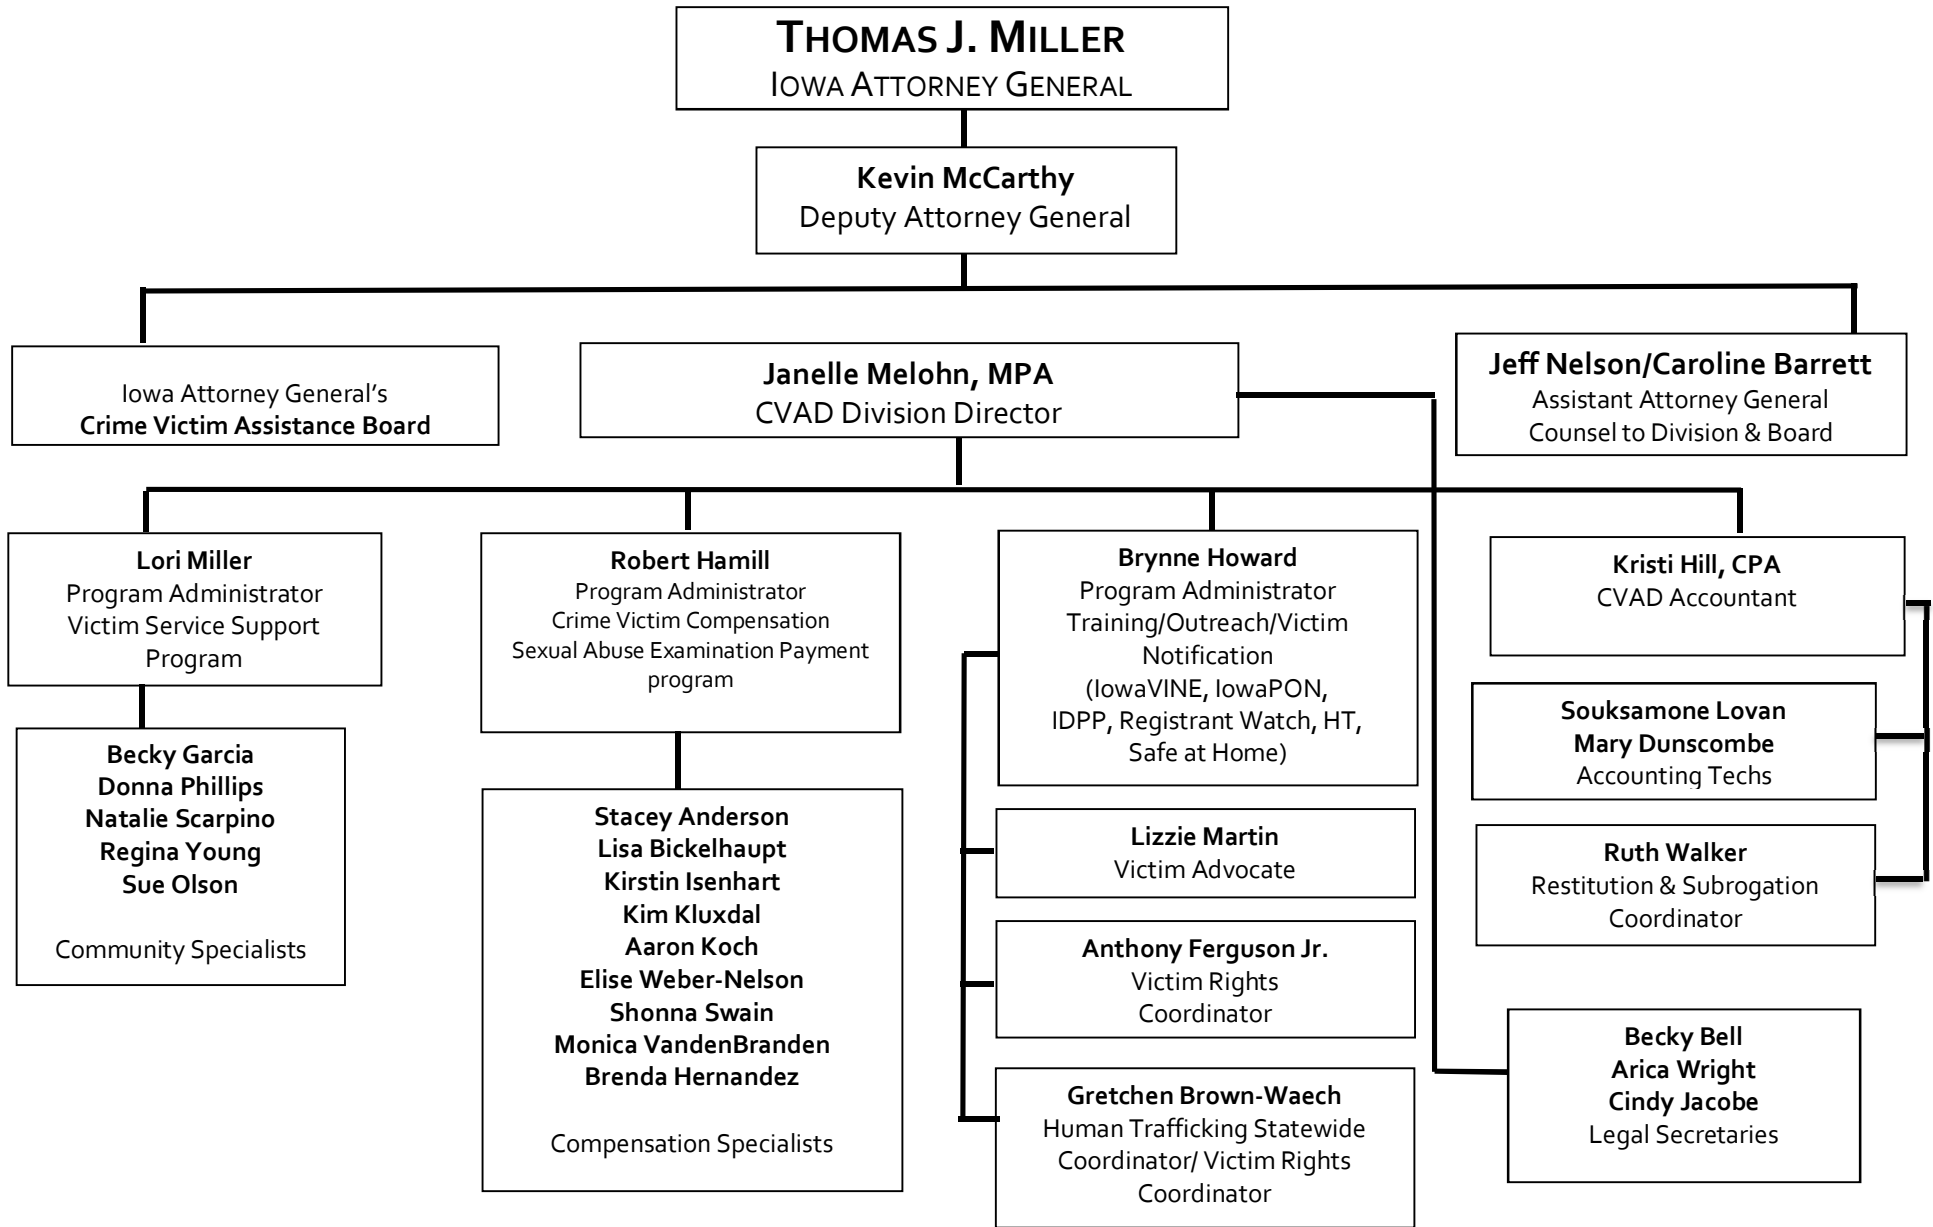 THOMAS J. MILLER
IOWA ATTORNEY GENERAL
Kevin McCarthy
Deputy Attorney General
Iowa Attorney General’s
Crime Victim Assistance Board
Janelle Melohn, MPA
CVAD Division Director
Jeff Nelson/Caroline Barrett
Assistant Attorney General
Counsel to Division & Board
Lori Miller
Program Administrator
Victim Service Support
Program
Becky Garcia
Donna Phillips
Natalie Scarpino
Regina Young
Sue Olson
Community Specialists
Robert Hamill
Program Administrator
Crime Victim Compensation
Sexual Abuse Examination Payment
program
Stacey Anderson
Lisa Bickelhaupt
Kirstin Isenhart
Kim Kluxdal
Aaron Koch
Elise Weber-Nelson
Shonna Swain
Monica VandenBranden
Brenda Hernandez
Compensation Specialists
Brynne Howard
Program Administrator
Training/Outreach/Victim
Notification
(IowaVINE, IowaPON,
IDPP, Registrant Watch, HT,
Safe at Home)
Lizzie Martin
Victim Advocate
Anthony Ferguson Jr.
Victim Rights
Coordinator
Gretchen Brown-Waech
Human Trafficking Statewide
Coordinator/ Victim Rights
Coordinator
Kristi Hill, CPA
CVAD Accountant
Souksamone Lovan
Mary Dunscombe
Accounting Techs
Ruth Walker
Restitution & Subrogation
Coordinator
Becky Bell
Arica Wright
Cindy Jacobe
Legal Secretaries